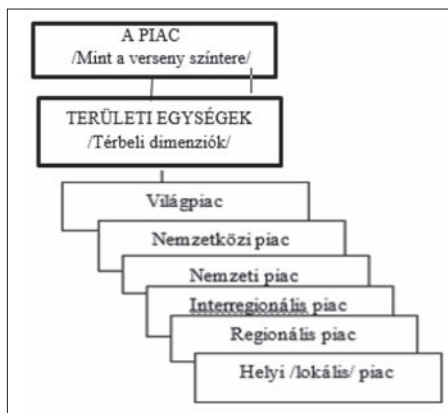 A PIAC
/Mint a verseny színtere/
TERÜLETI EGYSÉGEK
/Térbeli dimenziók/
Világpiac
Nemzetközi piac
Nemzeti piac
Interregionális piac
Regionális piac
Helyi /lokális/ piac